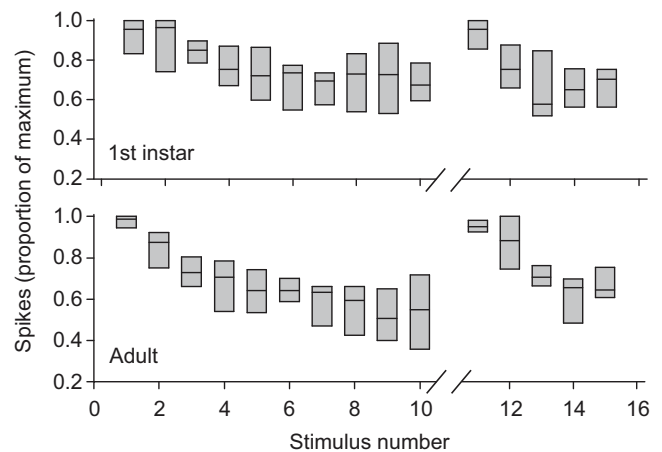 Spikes (proportion of maximum)
1.0
0.8
0.6
0.4
0.2
1st instar
1.0
0.8
0.6
0.4
0.2
Adult
0 2 4 6 8 10 12 14 16
Stimulus number